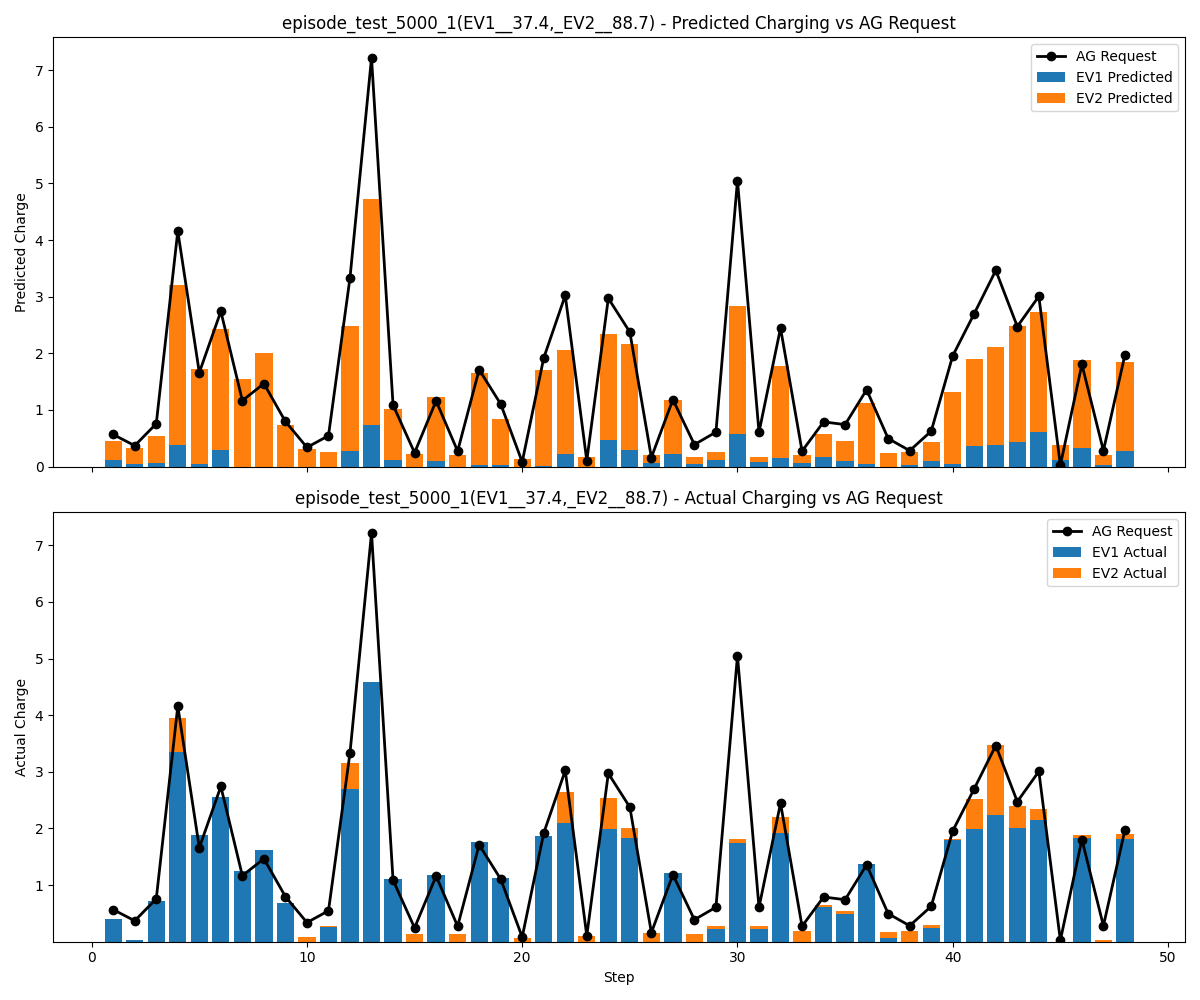 episode_test_5000_1(EV1__37.4,_EV2__88.7) - Predicted Charging vs AG Request
AG Request
EV1 Predicted
EV2 Predicted
Predicted Charge
7
6
5
4
3
2
1
0
episode_test_5000_1(EV1__37.4,_EV2__88.7) - Actual Charging vs AG Request
AG Request
EV1 Actual
EV2 Actual
Actual Charge
7
6
5
4
3
2
1
0 10 20 30 40 50
Step